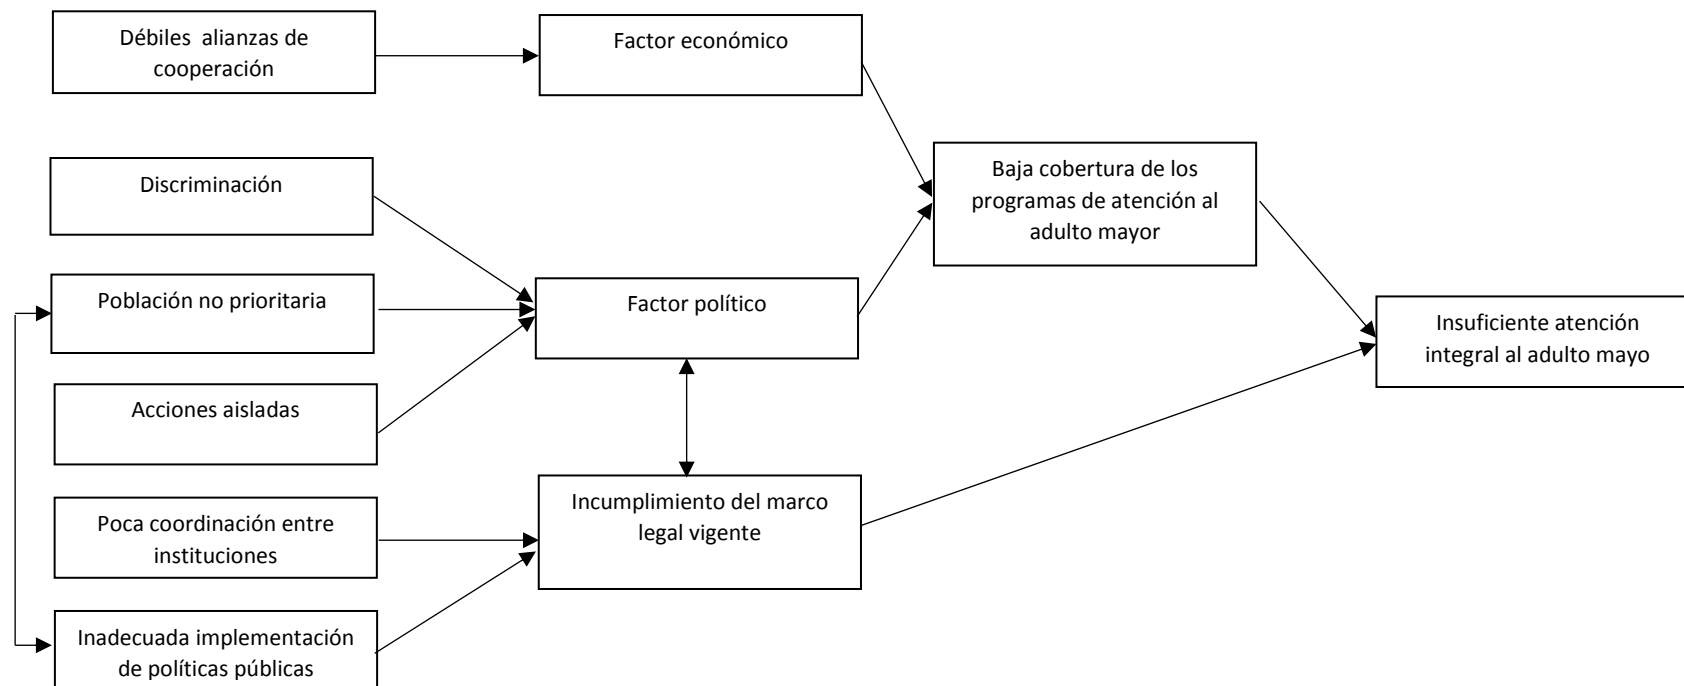 Débiles alianzas de
cooperación
Factor económico
Discriminación
Baja cobertura de los
programas de atención al
adulto mayor
Población no prioritaria
Factor político
Insuficiente atención
integral al adulto mayo
Acciones aisladas
Poca coordinación entre
instituciones
Incumplimiento del marco
legal vigente
Inadecuada implementación
de políticas públicas